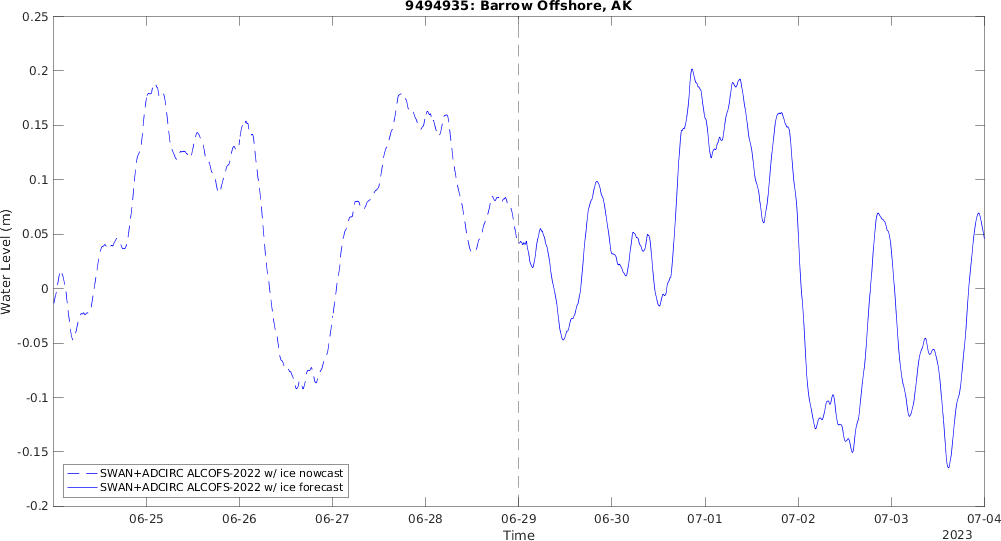 9494935: Barrow Offshore, AK
0.25
0.2
0.15
0.1
0.05
0
-0.05
-0.1
-0.15
-0.2
Water Level (m)
SWAN+ADCIRC ALCOFS-2022 w/ ice nowcast
SWAN+ADCIRC ALCOFS-2022 w/ ice forecast
06-25 06-26 06-27 06-28 06-29 06-30 07-01 07-02 07-03 07-04
Time
2023